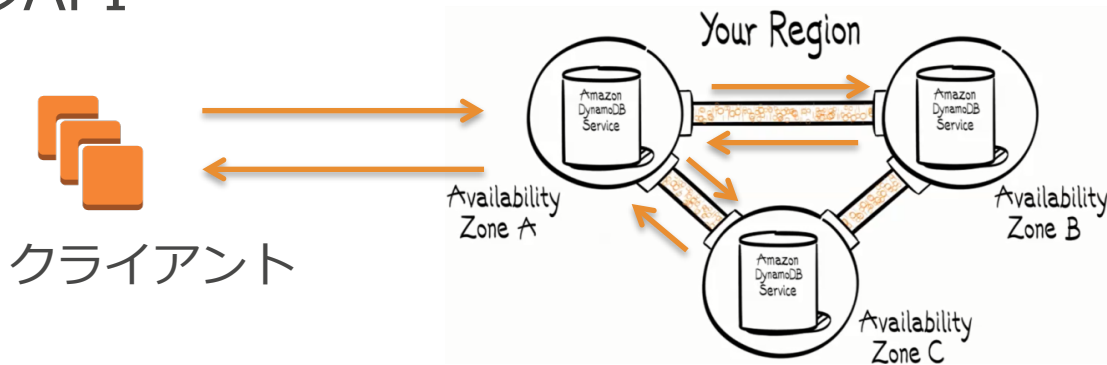 API
Your Region
Amazon
DynamoDB
Service
Amazon
DynamoDB
Service
Availability
Zone A
Availability
Zone B
クライアント
Amazon
DynamoDB
Service
Availability
Zone C